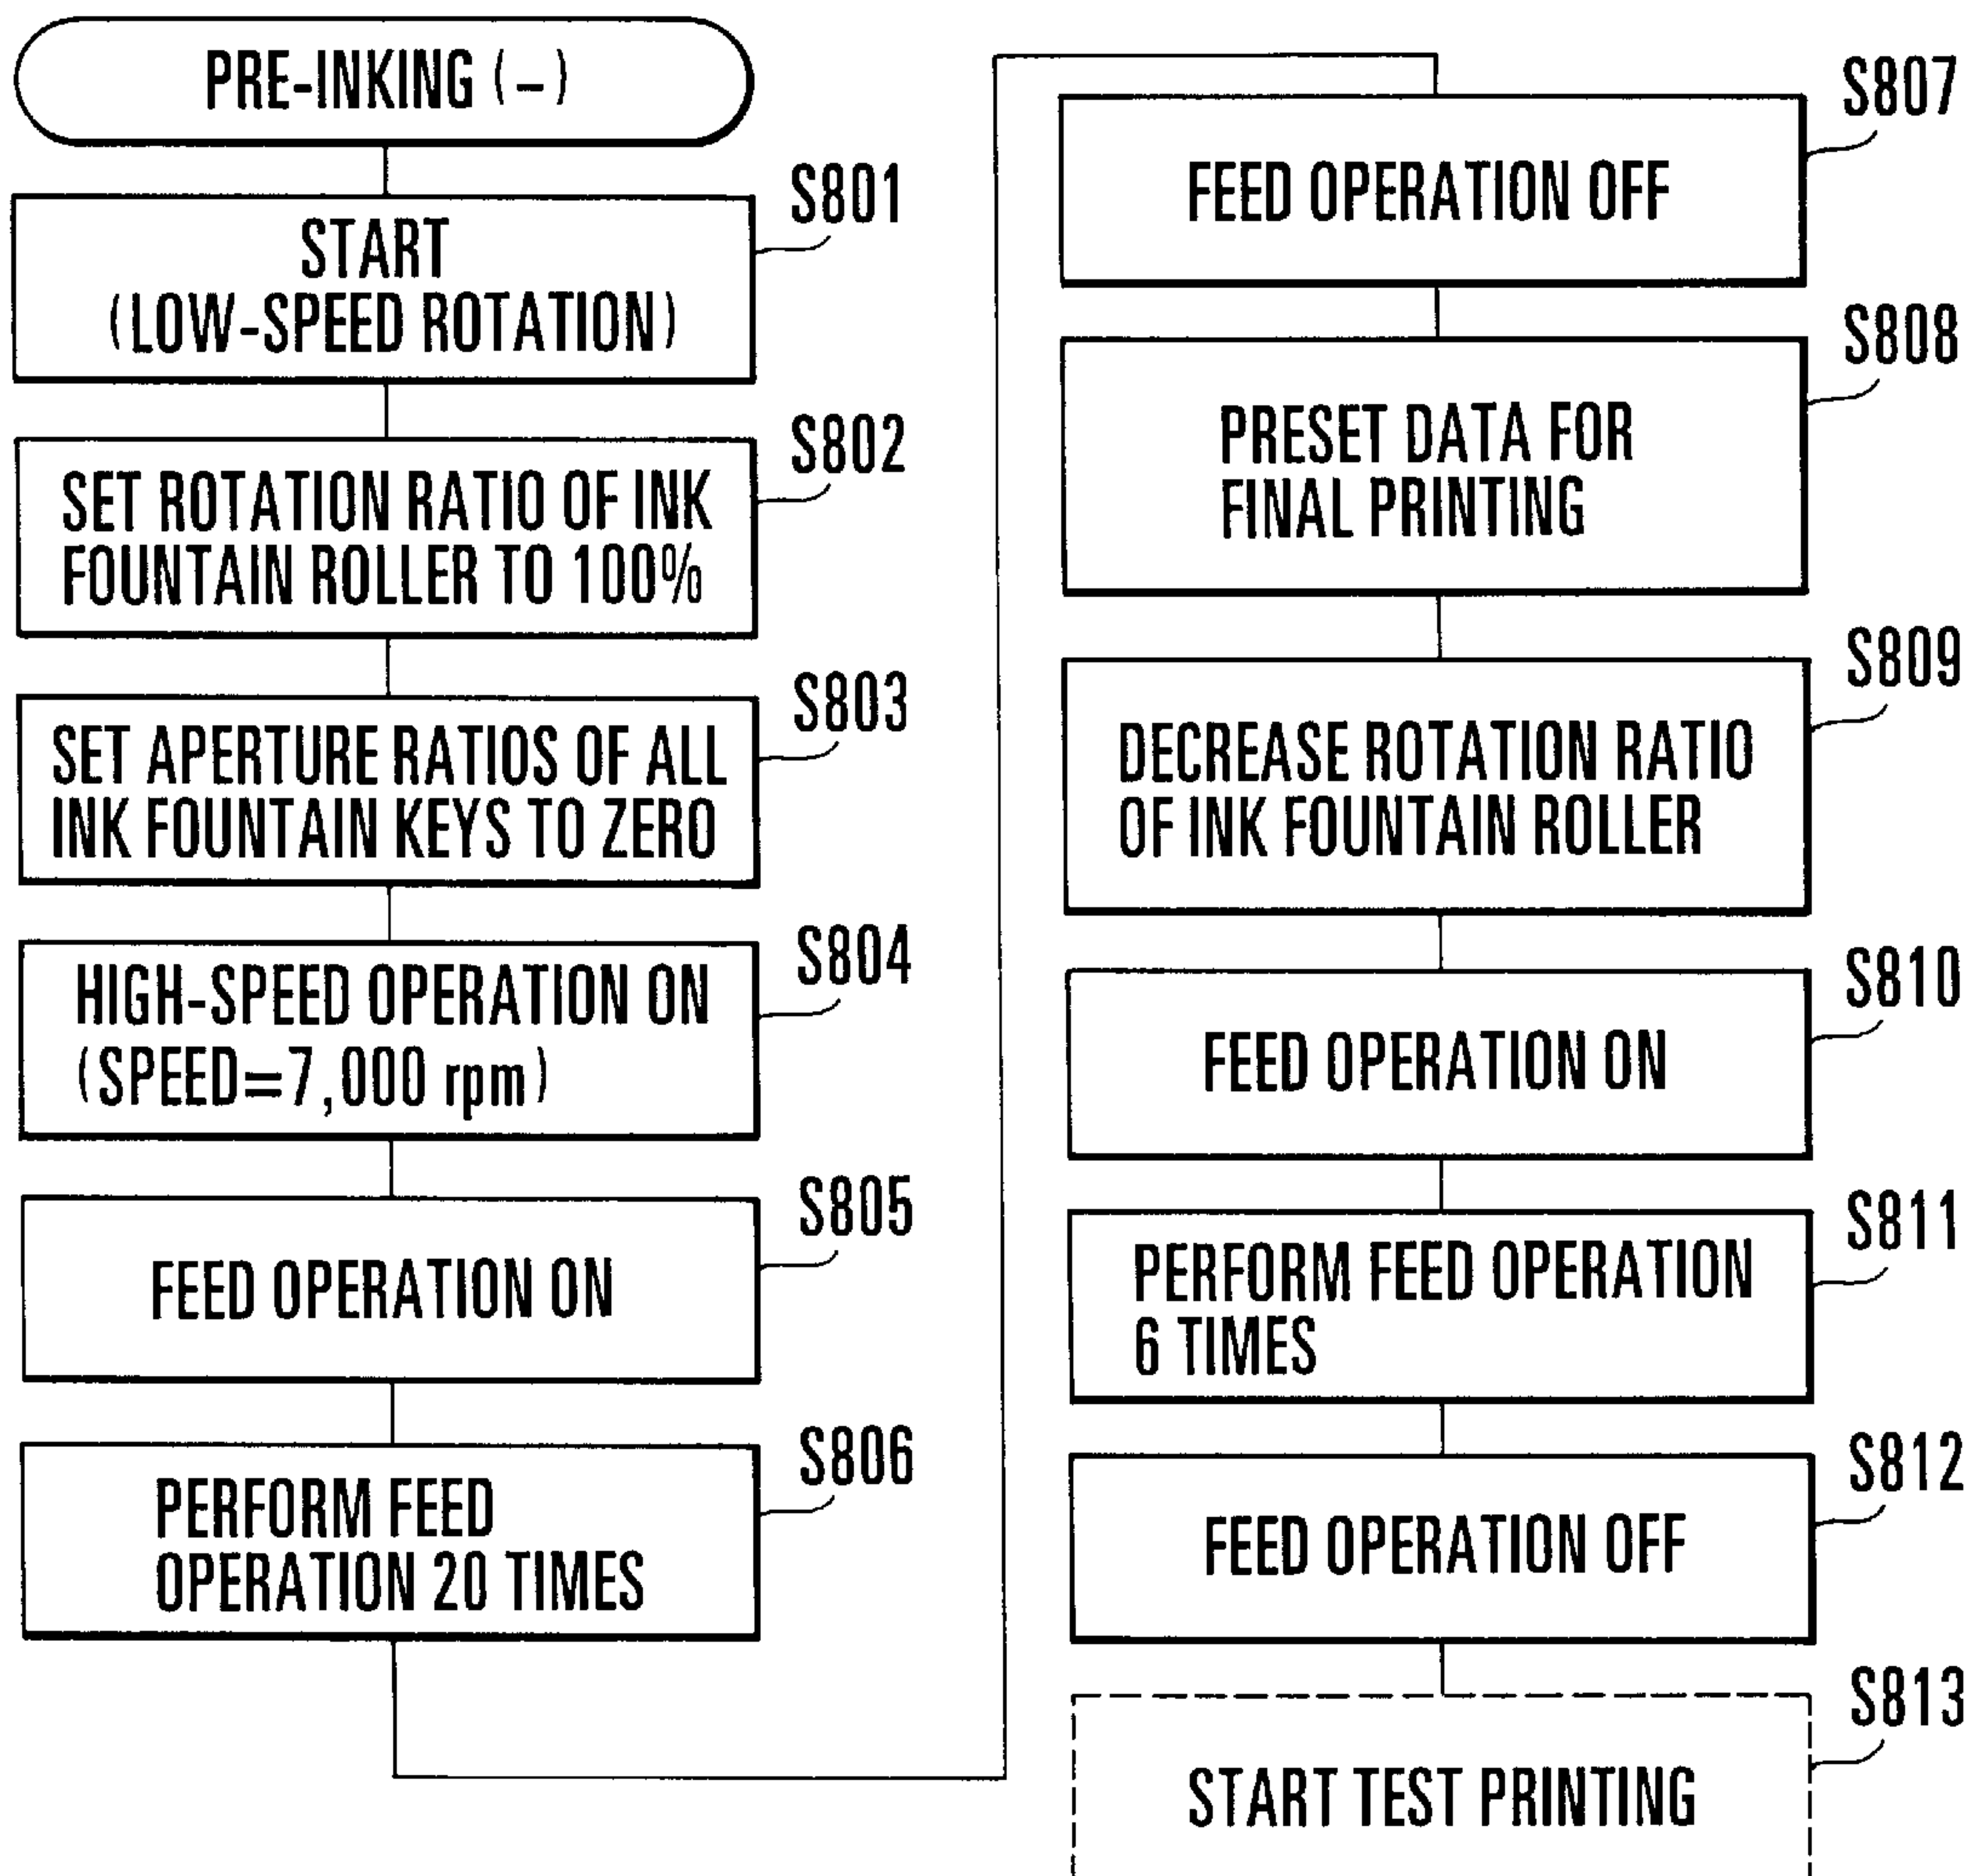 PRE-INKING (-)
S801
START
(LOW-SPEED ROTATION)
S802
SET ROTATION RATIO OF INK
FOUNTAIN ROLLER TO 100%
S803
SET APERTURE RATIOS OF ALL
INK FOUNTAIN KEYS TO ZERO
S804
HIGH-SPEED OPERATION ON
(SPEED=7,000 rpm)
S805
FEED OPERATION ON
S806
PERFORM FEED
OPERATION 20 TIMES
S807
FEED OPERATION OFF
S808
PRESET DATA FOR
FINAL PRINTING
S809
DECREASE ROTATION RATIO
OF INK FOUNTAIN ROLLER
S810
FEED OPERATION ON
S811
PERFORM FEED OPERATION
6 TIMES
S812
FEED OPERATION OFF
S813
START TEST PRINTING